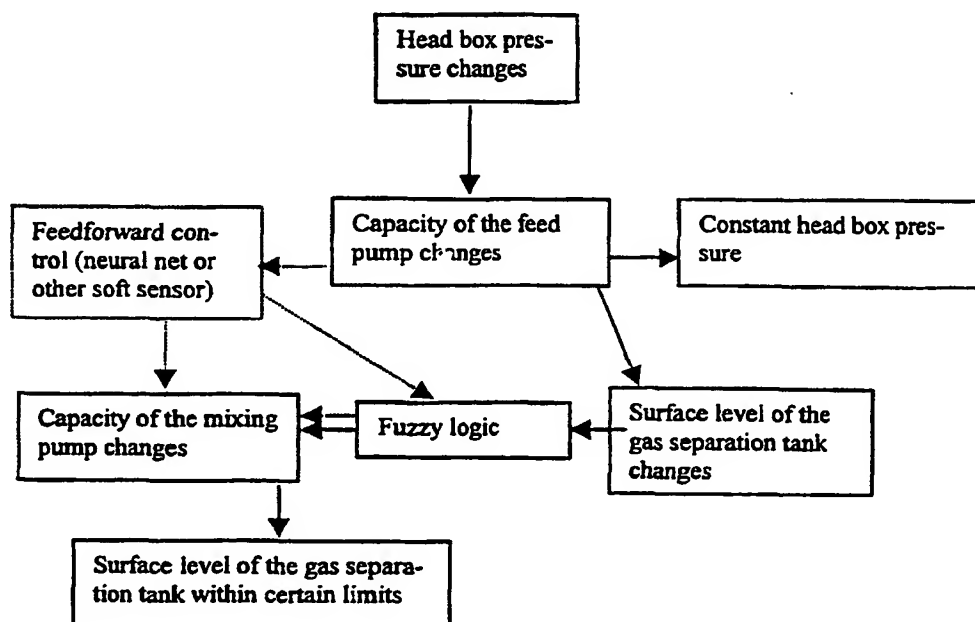 Head box pres-
sure changes
Capacity of the feed
pump changes
Constant head box pres-
sure
Feedforward con-
trol (neural net or
other soft sensor)
Capacity of the mixing
pump changes
Fuzzy logic
Surface level of the
gas separation tank
changes
Surface level of the gas separa-
tion tank within certain limits